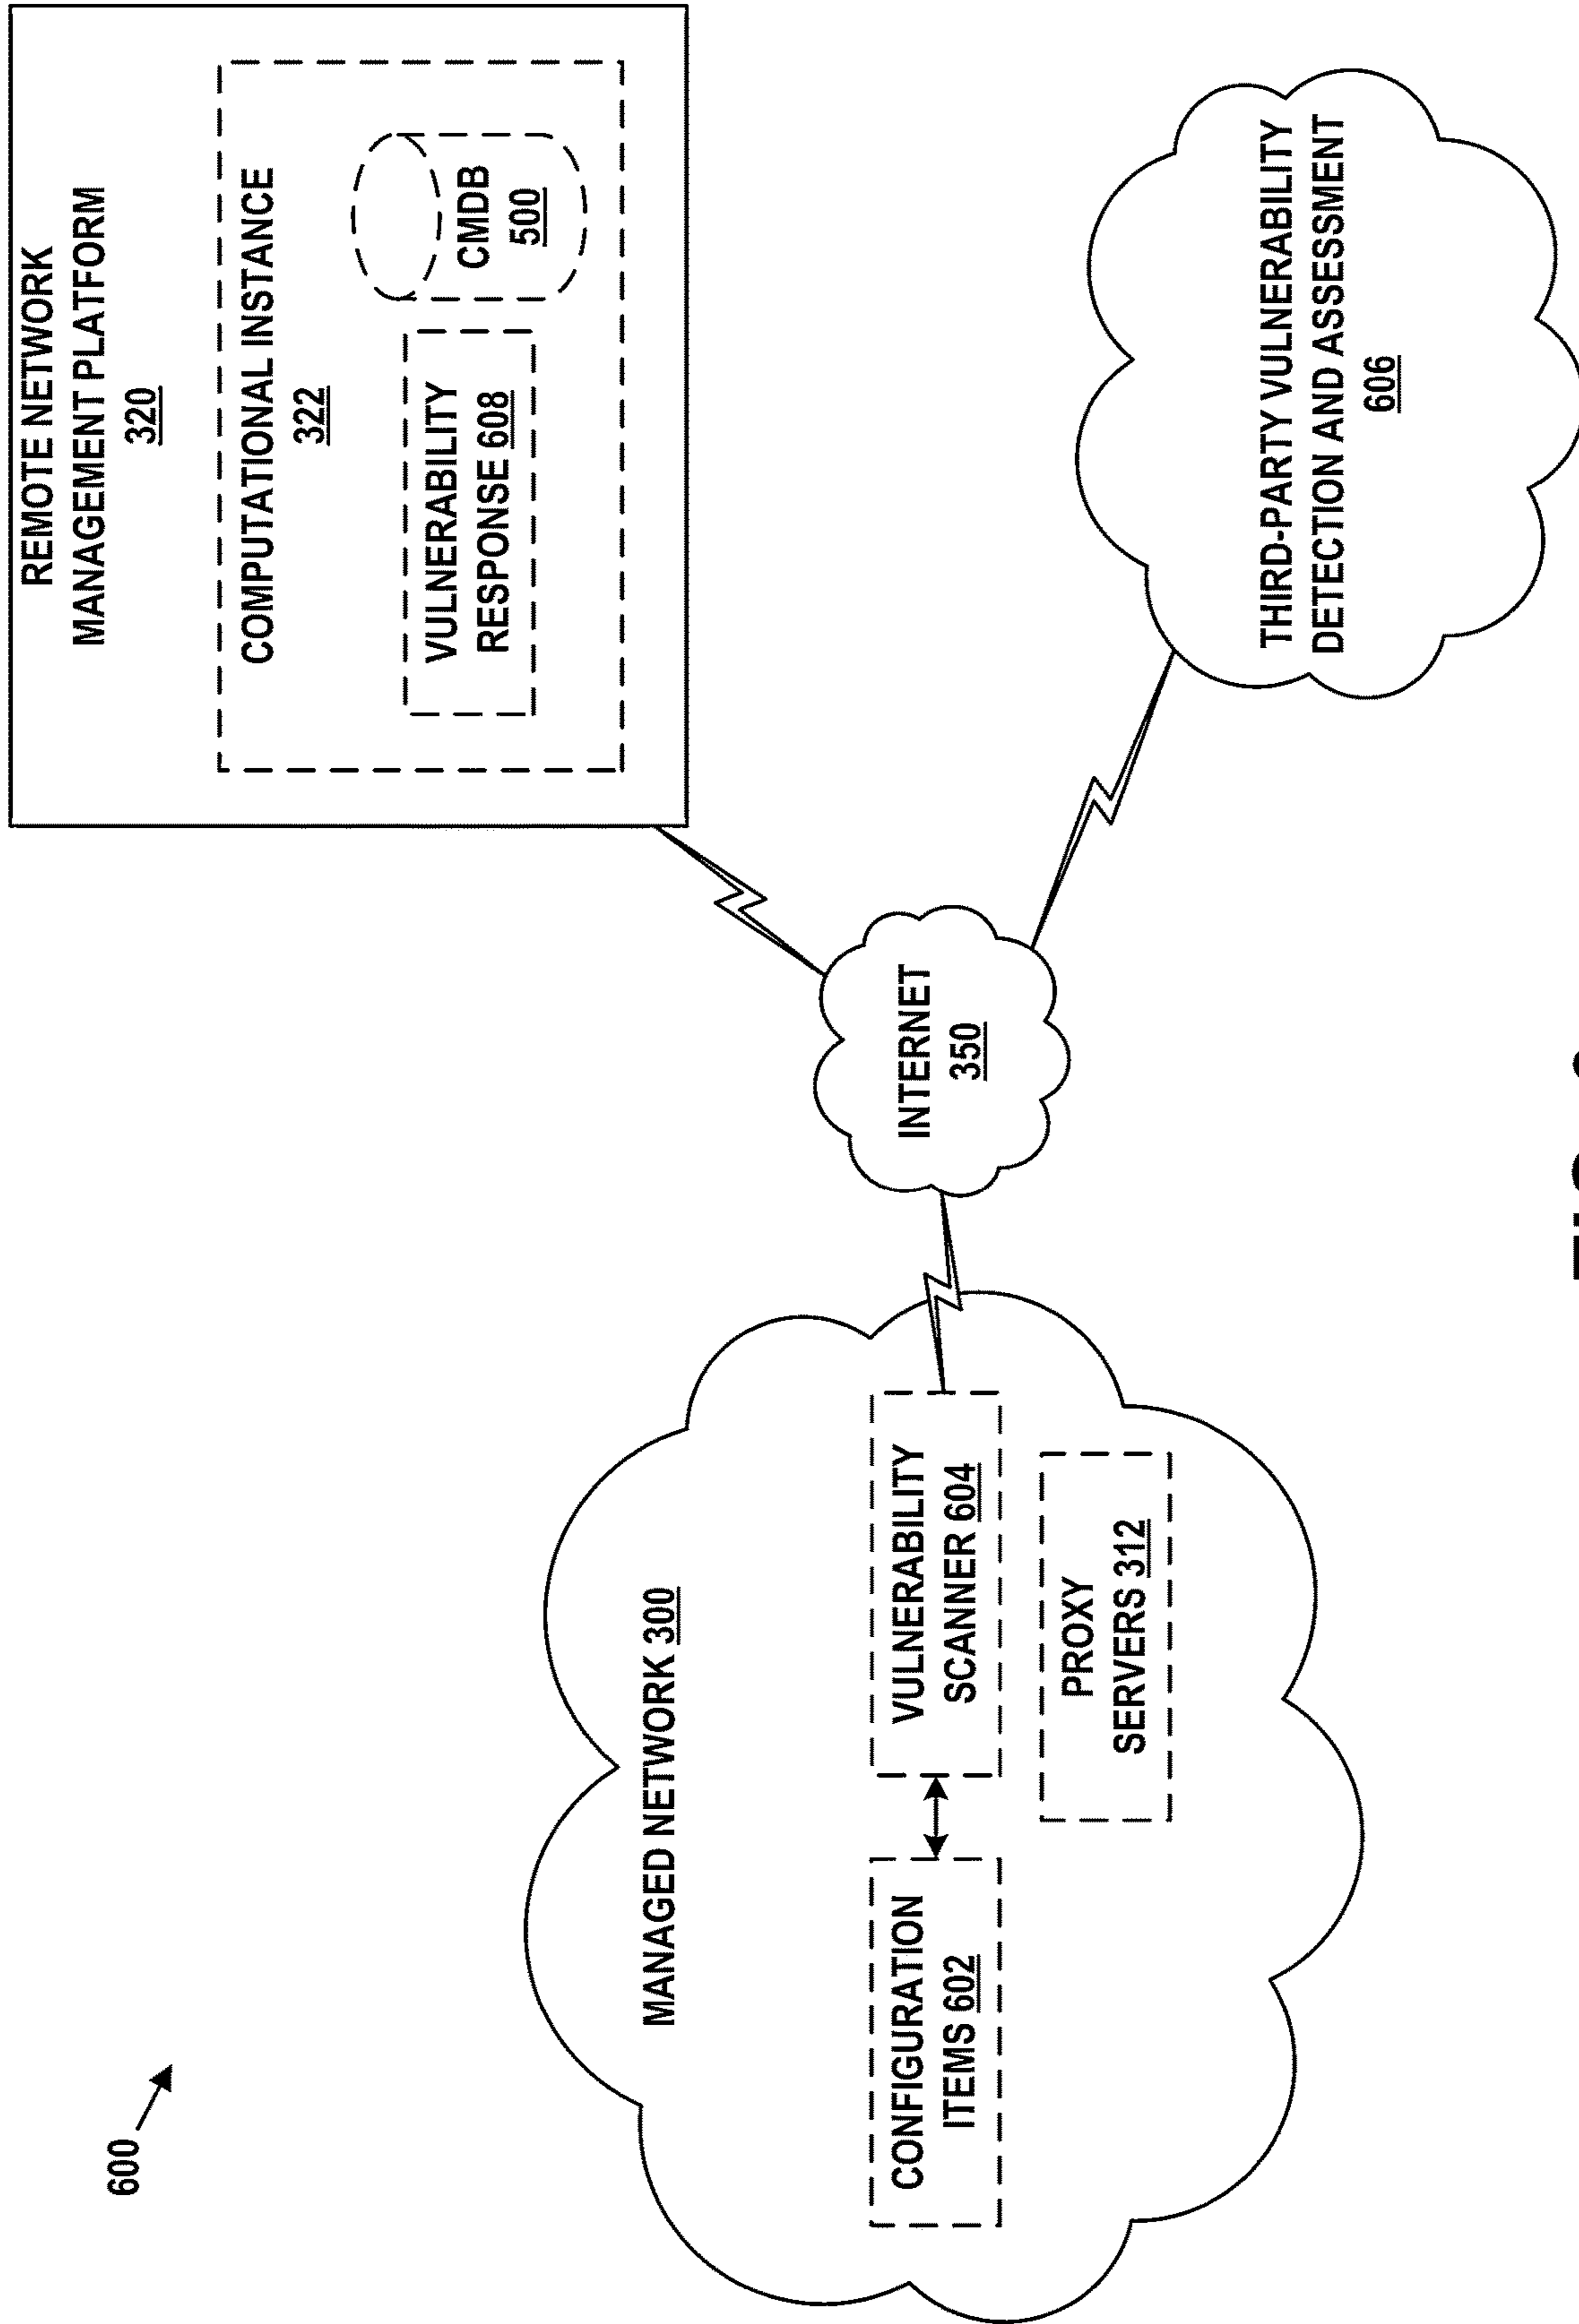 600
REMOTE NETWORK
MANAGEMENT PLATFORM
320
COMPUTATIONAL INSTANCE
322
VULNERABILITY
RESPONSE 608
CMDB
500
MANAGED NETWORK 300
CONFIGURATION
ITEMS 602
VULNERABILITY
SCANNER 604
PROXY
SERVERS 312
INTERNET
350
THIRD-PARTY VULNERABILITY
DETECTION AND ASSESSMENT
606